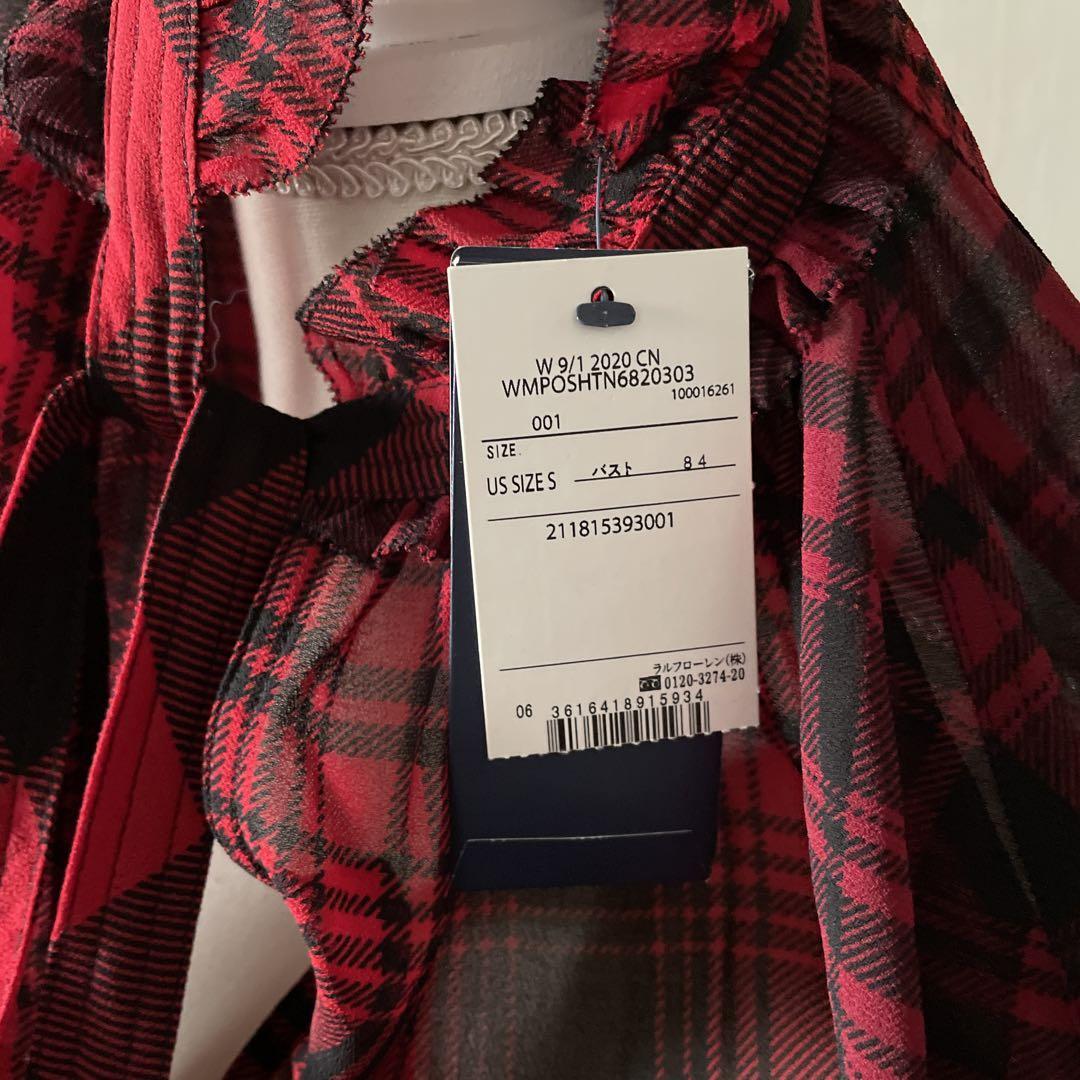 W 9/1 2020 CN
WMPOSHTN6820303
100016261
001
SIZE.
US SIZE S バスト 84
211815393001
ラルフローレン(株)
0120-3274-20
06 3616418915934